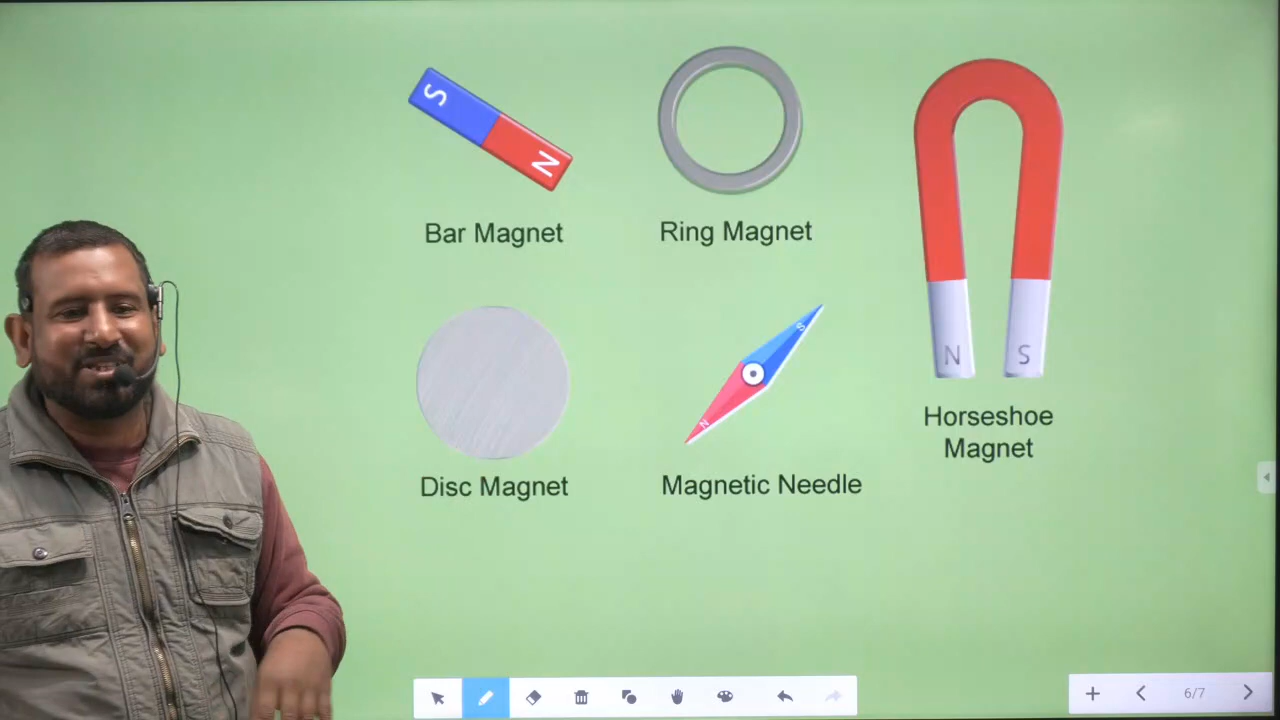 S
N
Bar Magnet
Ring Magnet
N S
Horseshoe
Magnet
Disc Magnet
S
N
Magnetic Needle
6/7